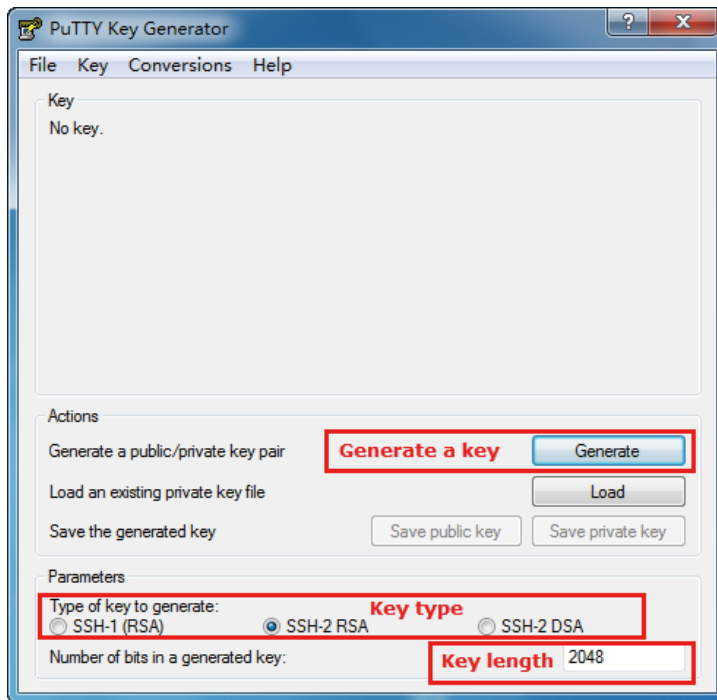 PuTTY Key Generator
? X
File Key Conversions Help
Key
No key.
Actions
Generate a public/private key pair Generate a key Generate
Load an existing private key file Load
Save the generated key Save public key Save private key
Parameters
Type of key to generate: Key type
SSH-1 (RSA) SSH-2 RSA SSH-2 DSA
Number of bits in a generated key: Key length 2048